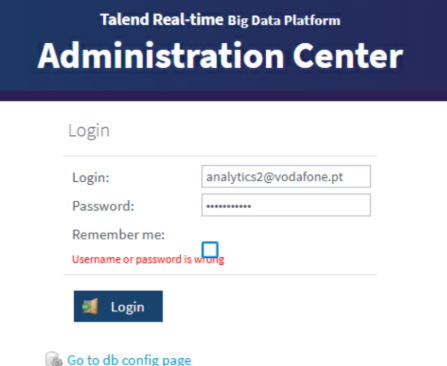 Talend Real-time Big Data Platform
Administration Center
Login
Login: analytics2@vodafone.pt
Password: •••••••••••
Remember me:
Username or password is wrong
Login
Go to db config page